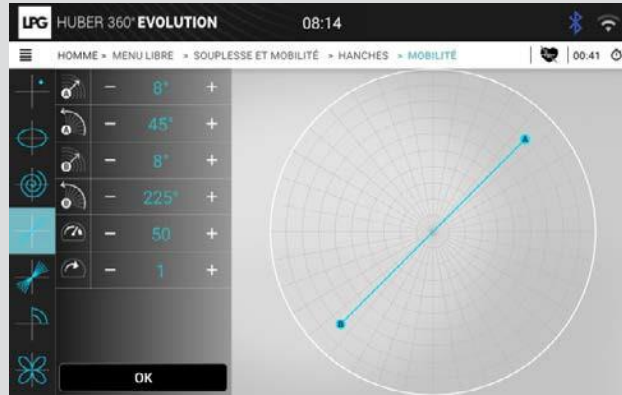 LPG HUBER 360° EVOLUTION 08:14
HOMME » MENU LIBRE » SOUPLESSE ET MOBILITÉ » HANCHES » MOBILITÉ 00:41
A − 8° +
A − 45° +
B − 8° +
B − 225° +
− 50 +
− 1 +
OK
A
B